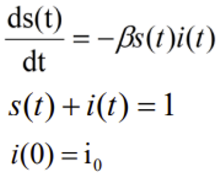 ds(t)/dt = −βs(t)i(t)
s(t) + i(t) = 1
i(0) = i₀